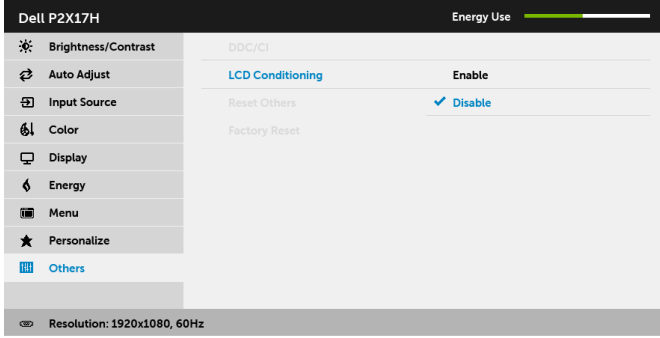 Dell P2X17H Energy Use
Brightness/Contrast DDC/CI
Auto Adjust LCD Conditioning Enable
Input Source Reset Others Disable
Color Factory Reset
Display
Energy
Menu
Personalize
Others
Resolution: 1920x1080, 60Hz